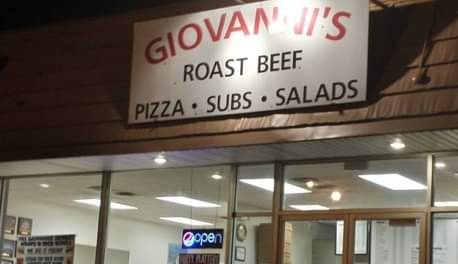 GIOVANNI'S
ROAST BEEF
PIZZA • SUBS • SALADS
open